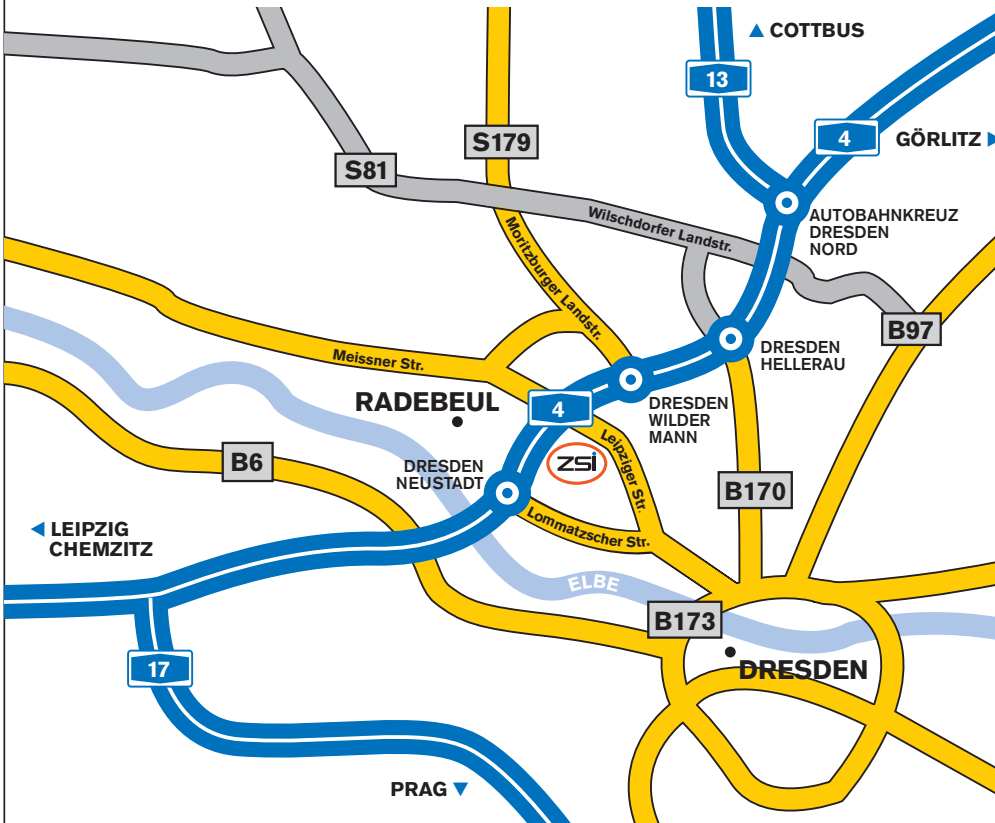 COTTBUS
13
4
GÖRLITZ
S179
S81
AUTOBAHNKREUZ
DRESDEN
NORD
Wilschdorfer Landstr.
Moritzburger Landstr.
B97
DRESDEN
HELLERAU
Meissner Str.
RADEBEUL
4
DRESDEN
WILDER
MANN
Leipziger Str.
zsi
B6
DRESDEN
NEUSTADT
B170
Lommatzscher Str.
LEIPZIG
CHEMZITZ
ELBE
B173
17
DRESDEN
PRAG